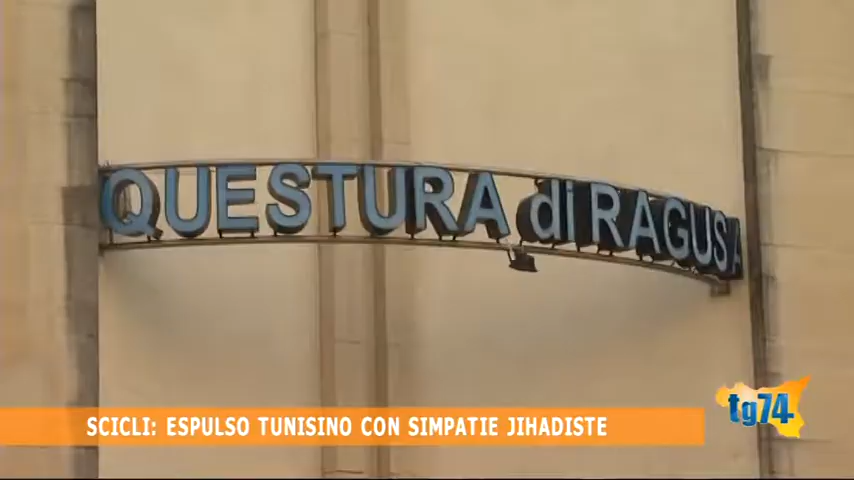 QUESTURA di RAGUSA
tg74
SCICLI: ESPULSO TUNISINO CON SIMPATIE JIHADISTE